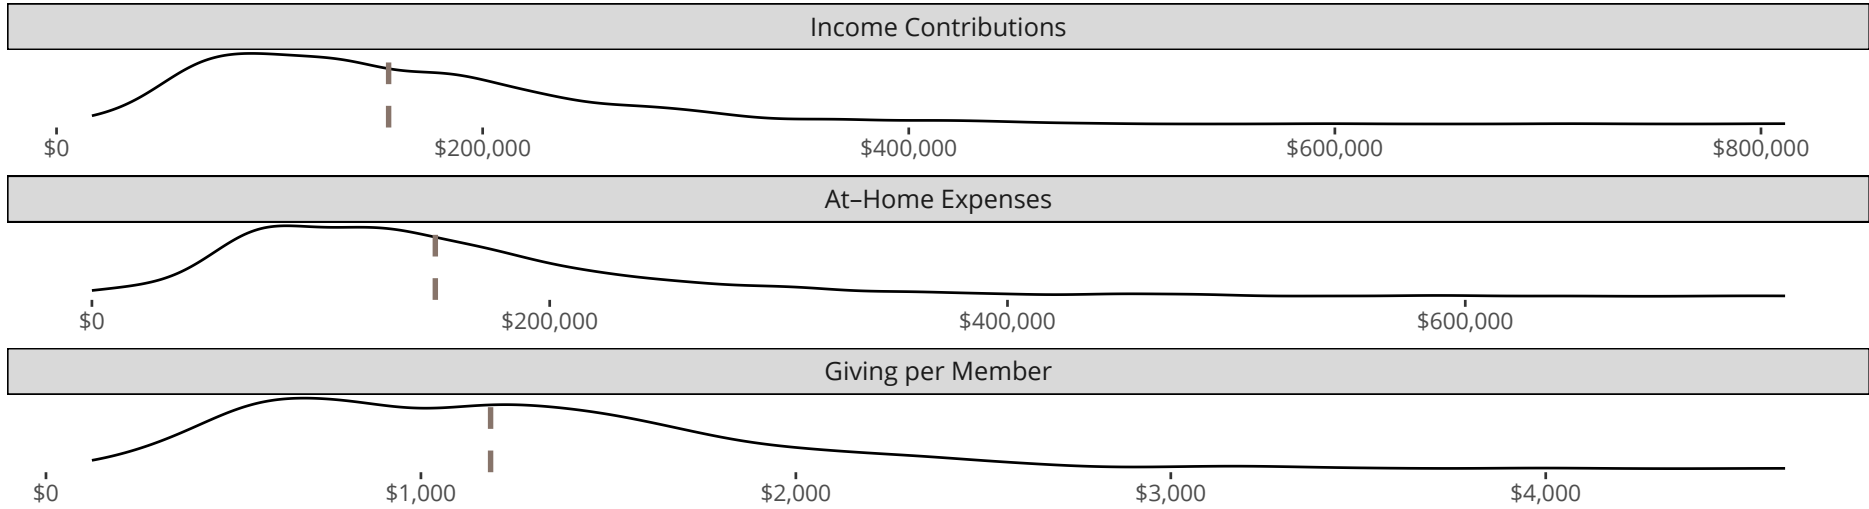 Income Contributions
$0 $200,000 $400,000 $600,000 $800,000
At–Home Expenses
$0 $200,000 $400,000 $600,000
Giving per Member
$0 $1,000 $2,000 $3,000 $4,000